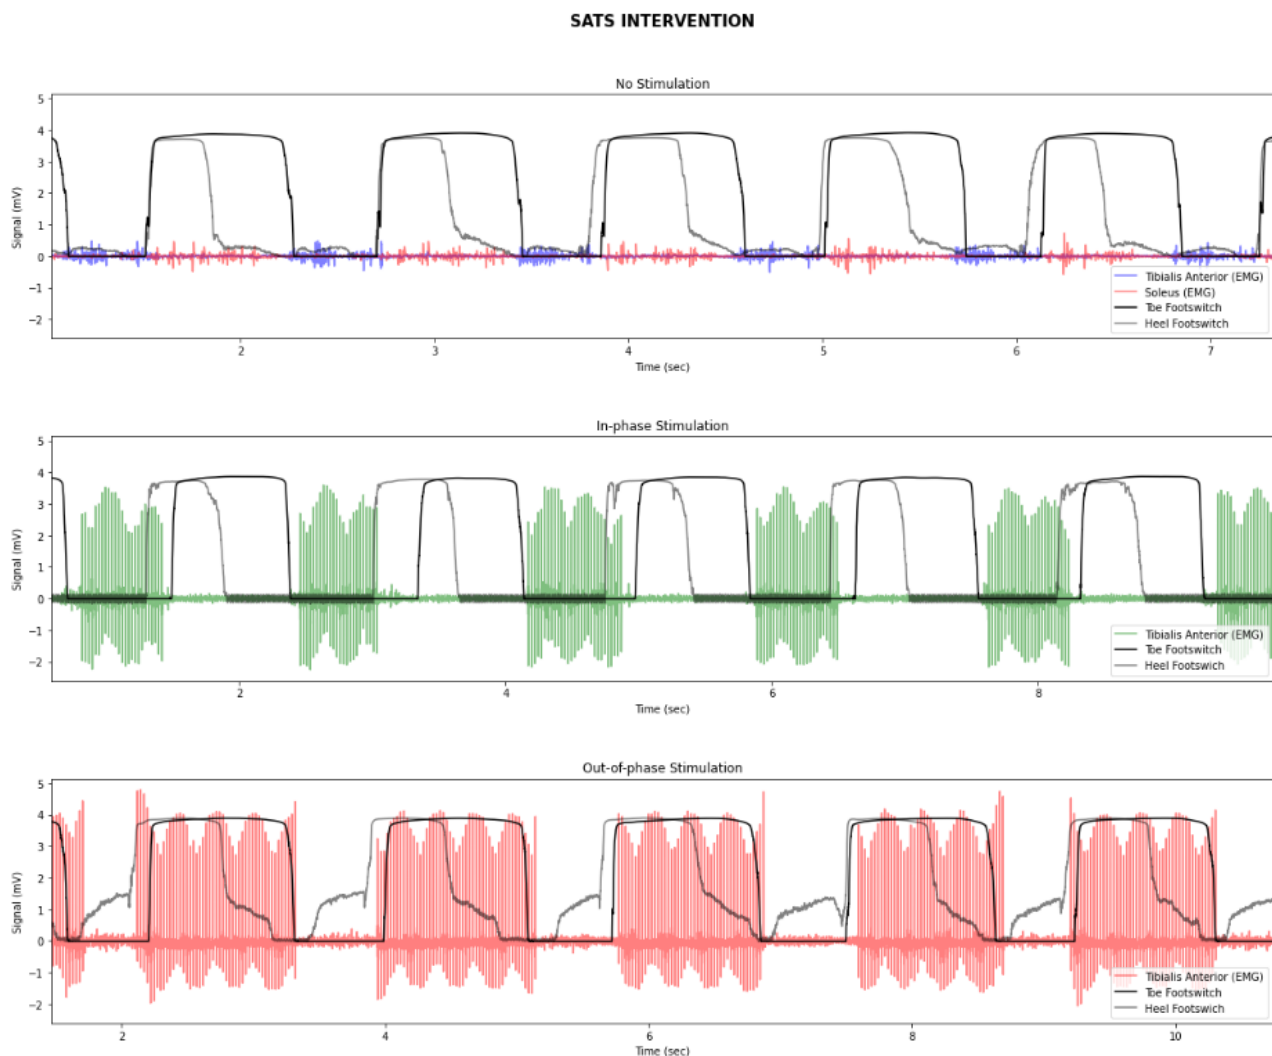 SATS INTERVENTION
No Stimulation
5
4
3
2
1
0
−1
−2
Signal (mV)
2 3 4 5 6 7
Time (sec)
Tibialis Anterior (EMG)
Soleus (EMG)
Toe Footswitch
Heel Footswitch
In-phase Stimulation
5
4
3
2
1
0
−1
−2
Signal (mV)
2 4 6 8
Time (sec)
Tibialis Anterior (EMG)
Toe Footswitch
Heel Footswich
Out-of-phase Stimulation
5
4
3
2
1
0
−1
−2
Signal (mV)
2 4 6 8 10
Time (sec)
Tibialis Anterior (EMG)
Toe Footswitch
Heel Footswich